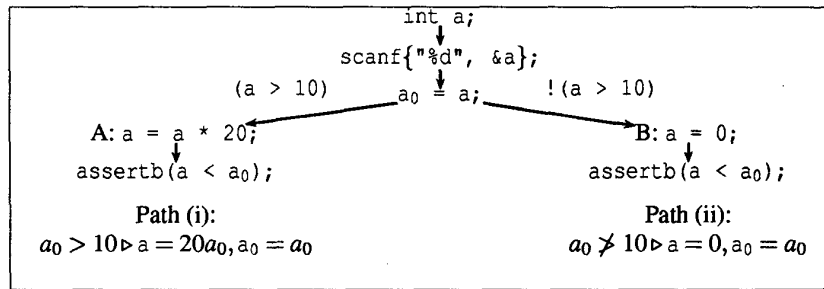 int a;
scanf{"%d", &a};
(a > 10) a₀ = a; !(a > 10)
A: a = a * 20; B: a = 0;
assertb(a < a₀); assertb(a < a₀);
Path (i): Path (ii):
a₀ > 10 ▹ a = 20a₀, a₀ = a₀ a₀ ≯ 10 ▹ a = 0, a₀ = a₀